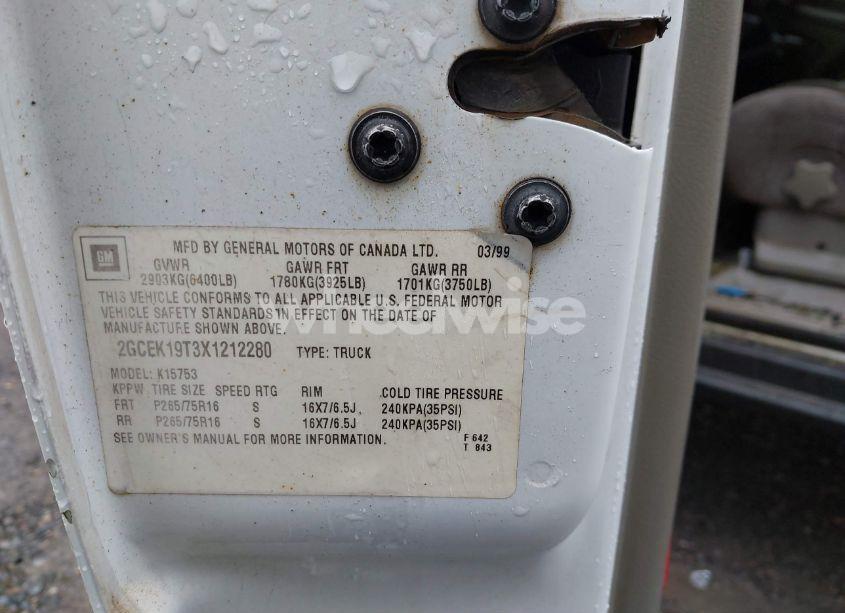 GM
MFD BY GENERAL MOTORS OF CANADA LTD. 03/99
GVWR GAWR FRT GAWR RR
2903KG(6400LB) 1780KG(3925LB) 1701KG(3750LB)
THIS VEHICLE CONFORMS TO ALL APPLICABLE U.S. FEDERAL MOTOR
VEHICLE SAFETY STANDARDS IN EFFECT ON THE DATE OF
MANUFACTURE SHOWN ABOVE.
wheelwise
2GCEK19T3X1212280 TYPE: TRUCK
MODEL: K15753
KPPW TIRE SIZE SPEED RTG RIM COLD TIRE PRESSURE
FRT P265/75R16 S 16X7/6.5J, 240KPA(35PSI)
RR P265/75R16 S 16X7/6.5J 240KPA(35PSI)
SEE OWNER'S MANUAL FOR MORE INFORMATION. F 642
T 843